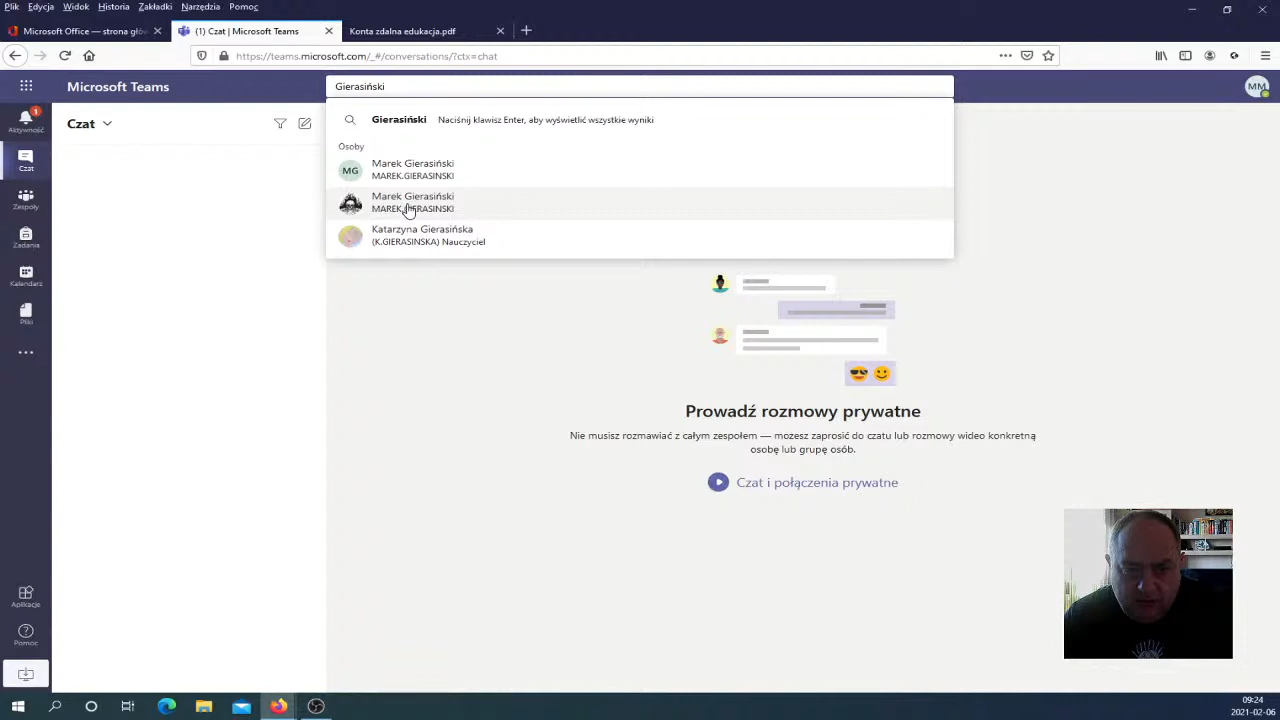 Plik Edycja Widok Historia Zakładki Narzędzia Pomoc
Microsoft Office — strona głów
(1) Czat | Microsoft Teams
Konta zdalna edukacja.pdf
https://teams.microsoft.com/_#/conversations/?ctx=chat
Microsoft Teams
Gierasiński
MM
Aktywność
1
Czat
Gierasiński Naciśnij klawisz Enter, aby wyświetlić wszystkie wyniki
Osoby
Czat
MG
Marek Gierasiński
MAREK.GIERASINSKI
Zespoły
Marek Gierasiński
MAREK.GIERASINSKI
Zadania
Katarzyna Gierasińska
(K.GIERASINSKA) Nauczyciel
Kalendarz
Pliki
Prowadź rozmowy prywatne
Nie musisz rozmawiać z całym zespołem — możesz zaprosić do czatu lub rozmowy wideo konkretną
osobę lub grupę osób.
Czat i połączenia prywatne
Aplikacje
Pomoc
09:24
2021-02-06